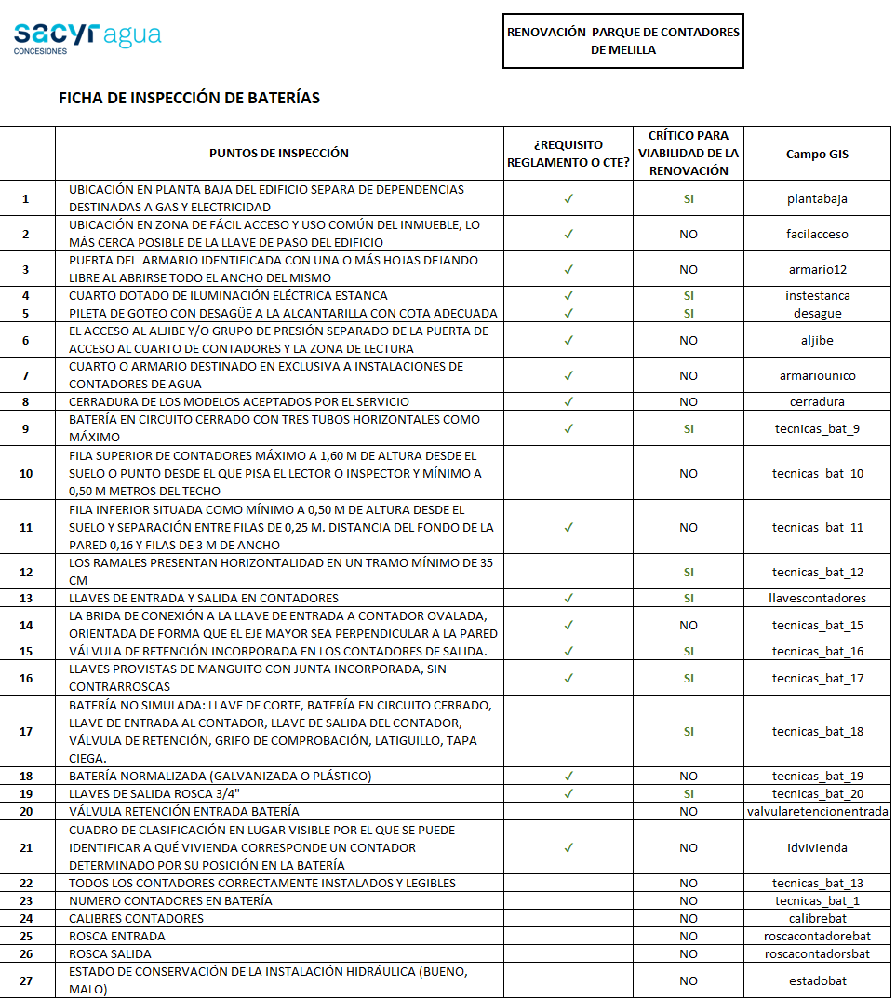 sacyr agua
CONCESIONES
RENOVACIÓN PARQUE DE CONTADORES
DE MELILLA
FICHA DE INSPECCIÓN DE BATERÍAS
PUNTOS DE INSPECCIÓN
¿REQUISITO
REGLAMENTO O CTE?
CRÍTICO PARA
VIABILIDAD DE LA
RENOVACIÓN
Campo GIS
1
UBICACIÓN EN PLANTA BAJA DEL EDIFICIO SEPARA DE DEPENDENCIAS
DESTINADAS A GAS Y ELECTRICIDAD
✓
SI
plantabaja
2
UBICACIÓN EN ZONA DE FÁCIL ACCESO Y USO COMÚN DEL INMUEBLE, LO
MÁS CERCA POSIBLE DE LA LLAVE DE PASO DEL EDIFICIO
✓
NO
facilacceso
3
PUERTA DEL ARMARIO IDENTIFICADA CON UNA O MÁS HOJAS DEJANDO
LIBRE AL ABRIRSE TODO EL ANCHO DEL MISMO
✓
NO
armario12
4
CUARTO DOTADO DE ILUMINACIÓN ELÉCTRICA ESTANCA
✓
SI
instestanca
5
PILETA DE GOTEO CON DESAGÜE A LA ALCANTARILLA CON COTA ADECUADA
✓
SI
desague
6
EL ACCESO AL ALJIBE Y/O GRUPO DE PRESIÓN SEPARADO DE LA PUERTA DE
ACCESO AL CUARTO DE CONTADORES Y LA ZONA DE LECTURA
✓
NO
aljibe
7
CUARTO O ARMARIO DESTINADO EN EXCLUSIVA A INSTALACIONES DE
CONTADORES DE AGUA
✓
NO
armariounico
8
CERRADURA DE LOS MODELOS ACEPTADOS POR EL SERVICIO
✓
NO
cerradura
9
BATERÍA EN CIRCUITO CERRADO CON TRES TUBOS HORIZONTALES COMO
MÁXIMO
✓
SI
tecnicas_bat_9
10
FILA SUPERIOR DE CONTADORES MÁXIMO A 1,60 M DE ALTURA DESDE EL
SUELO O PUNTO DESDE EL QUE PISA EL LECTOR O INSPECTOR Y MÍNIMO A
0,50 M METROS DEL TECHO
NO
tecnicas_bat_10
11
FILA INFERIOR SITUADA COMO MÍNIMO A 0,50 M DE ALTURA DESDE EL
SUELO Y SEPARACIÓN ENTRE FILAS DE 0,25 M. DISTANCIA DEL FONDO DE LA
PARED 0,16 Y FILAS DE 3 M DE ANCHO
✓
NO
tecnicas_bat_11
12
LOS RAMALES PRESENTAN HORIZONTALIDAD EN UN TRAMO MÍNIMO DE 35
CM
SI
tecnicas_bat_12
13
LLAVES DE ENTRADA Y SALIDA EN CONTADORES
✓
SI
llavescontadores
14
LA BRIDA DE CONEXIÓN A LA LLAVE DE ENTRADA A CONTADOR OVALADA,
ORIENTADA DE FORMA QUE EL EJE MAYOR SEA PERPENDICULAR A LA PARED
✓
NO
tecnicas_bat_15
15
VÁLVULA DE RETENCIÓN INCORPORADA EN LOS CONTADORES DE SALIDA.
✓
SI
tecnicas_bat_16
16
LLAVES PROVISTAS DE MANGUITO CON JUNTA INCORPORADA, SIN
CONTRARROSCAS
✓
SI
tecnicas_bat_17
17
BATERÍA NO SIMULADA: LLAVE DE CORTE, BATERÍA EN CIRCUITO CERRADO,
LLAVE DE ENTRADA AL CONTADOR, LLAVE DE SALIDA DEL CONTADOR,
VÁLVULA DE RETENCIÓN, GRIFO DE COMPROBACIÓN, LATIGUILLO, TAPA
CIEGA.
SI
tecnicas_bat_18
18
BATERÍA NORMALIZADA (GALVANIZADA O PLÁSTICO)
✓
NO
tecnicas_bat_19
19
LLAVES DE SALIDA ROSCA 3/4"
✓
SI
tecnicas_bat_20
20
VÁLVULA RETENCIÓN ENTRADA BATERÍA
NO
valvularetencionentrada
21
CUADRO DE CLASIFICACIÓN EN LUGAR VISIBLE POR EL QUE SE PUEDE
IDENTIFICAR A QUÉ VIVIENDA CORRESPONDE UN CONTADOR
DETERMINADO POR SU POSICIÓN EN LA BATERÍA
✓
NO
idvivienda
22
TODOS LOS CONTADORES CORRECTAMENTE INSTALADOS Y LEGIBLES
NO
tecnicas_bat_13
23
NUMERO CONTADORES EN BATERÍA
NO
tecnicas_bat_1
24
CALIBRES CONTADORES
NO
calibrebat
25
ROSCA ENTRADA
NO
roscacontadorebat
26
ROSCA SALIDA
NO
roscacontadorsbat
27
ESTADO DE CONSERVACIÓN DE LA INSTALACIÓN HIDRÁULICA (BUENO,
MALO)
NO
estadobat